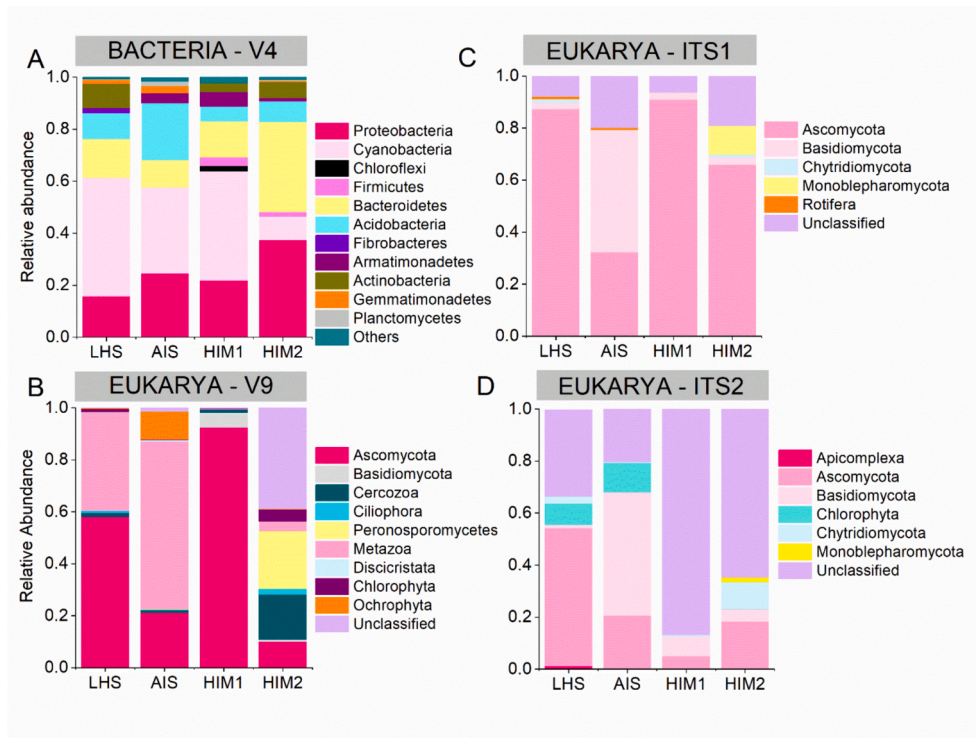 A
BACTERIA - V4
1.0
0.8
0.6
0.4
0.2
0.0
Relative abundance
LHS AIS HIM1 HIM2
Proteobacteria
Cyanobacteria
Chloroflexi
Firmicutes
Bacteroidetes
Acidobacteria
Fibrobacteres
Armatimonadetes
Actinobacteria
Gemmatimonadetes
Planctomycetes
Others
B
EUKARYA - V9
1.0
0.8
0.6
0.4
0.2
0.0
Relative Abundance
LHS AIS HIM1 HIM2
Ascomycota
Basidiomycota
Cercozoa
Ciliophora
Peronosporomycetes
Metazoa
Discicristata
Chlorophyta
Ochrophyta
Unclassified
C
EUKARYA - ITS1
1.0
0.8
0.6
0.4
0.2
0.0
LHS AIS HIM1 HIM2
Ascomycota
Basidiomycota
Chytridiomycota
Monoblepharomycota
Rotifera
Unclassified
D
EUKARYA - ITS2
1.0
0.8
0.6
0.4
0.2
0.0
LHS AIS HIM1 HIM2
Apicomplexa
Ascomycota
Basidiomycota
Chlorophyta
Chytridiomycota
Monoblepharomycota
Unclassified